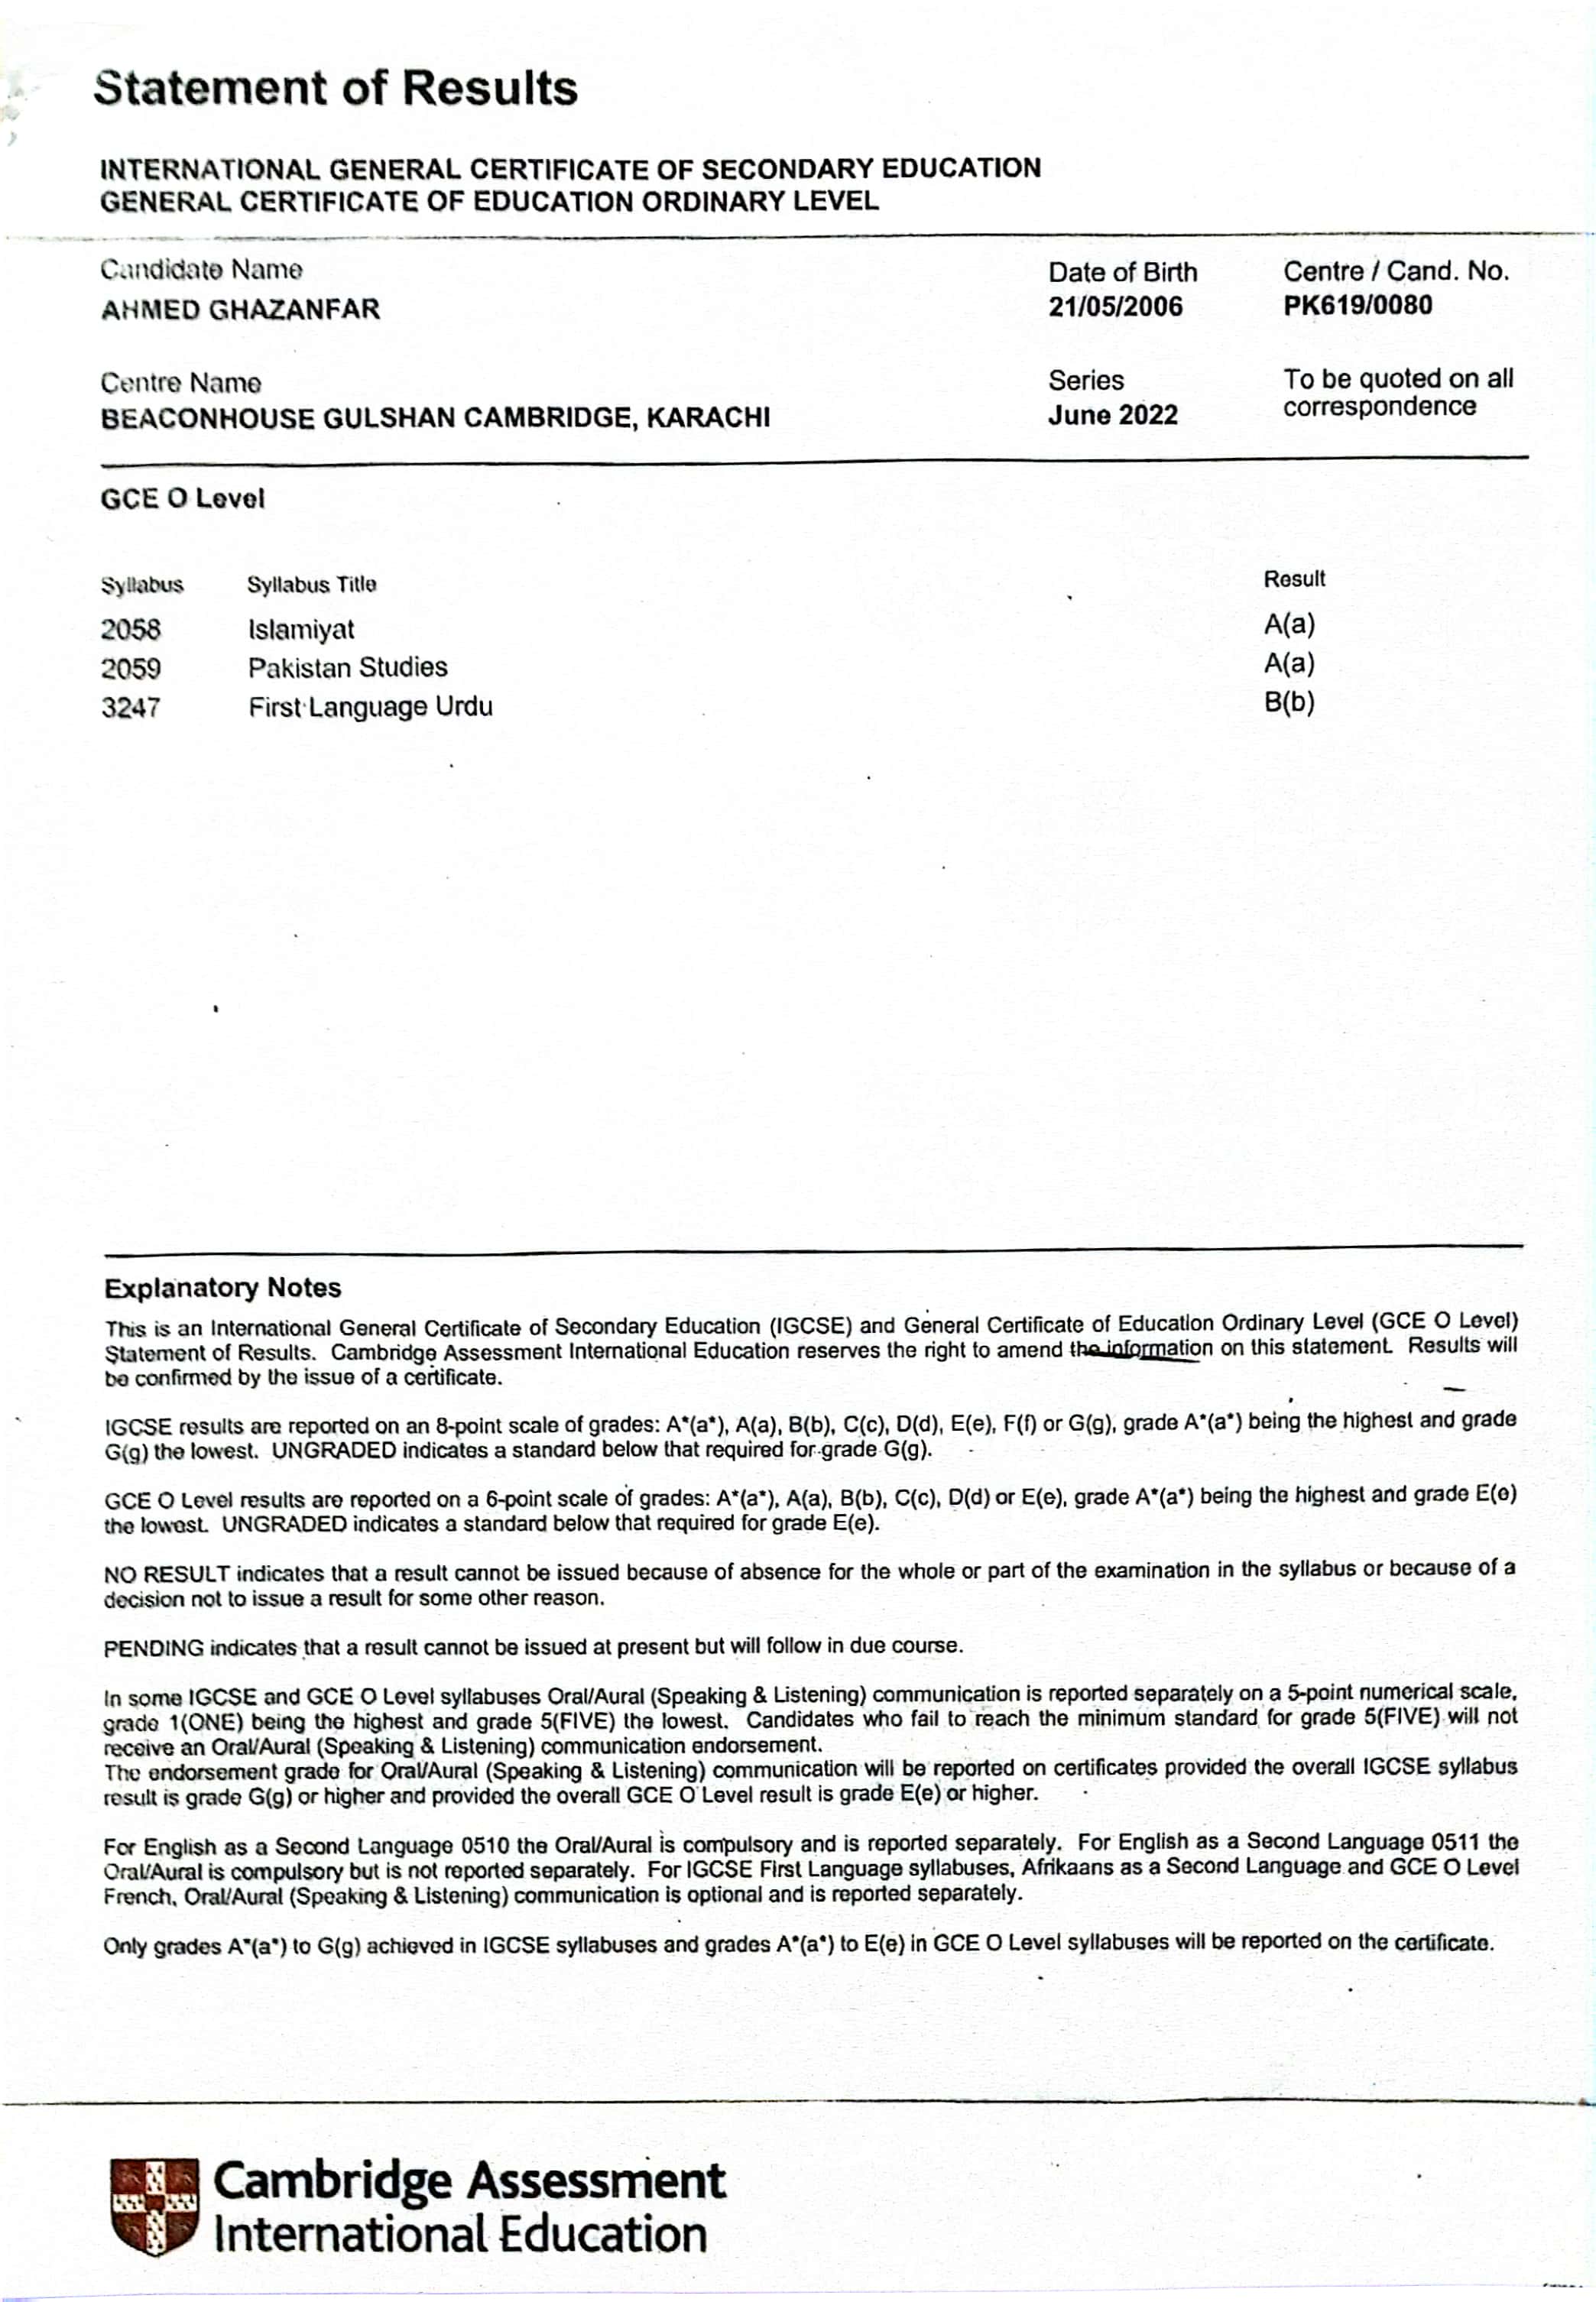 Statement of Results
INTERNATIONAL GENERAL CERTIFICATE OF SECONDARY EDUCATION
GENERAL CERTIFICATE OF EDUCATION ORDINARY LEVEL
Candidate Name Date of Birth Centre / Cand. No.
AHMED GHAZANFAR 21/05/2006 PK619/0080
Centre Name Series To be quoted on all
BEACONHOUSE GULSHAN CAMBRIDGE, KARACHI June 2022 correspondence
GCE O Level
Syllabus Syllabus Title Result
2058 Islamiyat A(a)
2059 Pakistan Studies A(a)
3247 First Language Urdu B(b)
Explanatory Notes
This is an International General Certificate of Secondary Education (IGCSE) and General Certificate of Education Ordinary Level (GCE O Level)
Statement of Results. Cambridge Assessment International Education reserves the right to amend the information on this statement. Results will
be confirmed by the issue of a certificate.
IGCSE results are reported on an 8-point scale of grades: A*(a*), A(a), B(b), C(c), D(d), E(e), F(f) or G(g), grade A*(a*) being the highest and grade
G(g) the lowest. UNGRADED indicates a standard below that required for grade G(g).
GCE O Level results are reported on a 6-point scale of grades: A*(a*), A(a), B(b), C(c), D(d) or E(e), grade A*(a*) being the highest and grade E(e)
the lowest. UNGRADED indicates a standard below that required for grade E(e).
NO RESULT indicates that a result cannot be issued because of absence for the whole or part of the examination in the syllabus or because of a
decision not to issue a result for some other reason.
PENDING indicates that a result cannot be issued at present but will follow in due course.
In some IGCSE and GCE O Level syllabuses Oral/Aural (Speaking & Listening) communication is reported separately on a 5-point numerical scale,
grade 1(ONE) being the highest and grade 5(FIVE) the lowest. Candidates who fail to reach the minimum standard for grade 5(FIVE) will not
receive an Oral/Aural (Speaking & Listening) communication endorsement.
The endorsement grade for Oral/Aural (Speaking & Listening) communication will be reported on certificates provided the overall IGCSE syllabus
result is grade G(g) or higher and provided the overall GCE O Level result is grade E(e) or higher.
For English as a Second Language 0510 the Oral/Aural is compulsory and is reported separately. For English as a Second Language 0511 the
Oral/Aural is compulsory but is not reported separately. For IGCSE First Language syllabuses, Afrikaans as a Second Language and GCE O Level
French, Oral/Aural (Speaking & Listening) communication is optional and is reported separately.
Only grades A*(a*) to G(g) achieved in IGCSE syllabuses and grades A*(a*) to E(e) in GCE O Level syllabuses will be reported on the certificate.
Cambridge Assessment
International Education